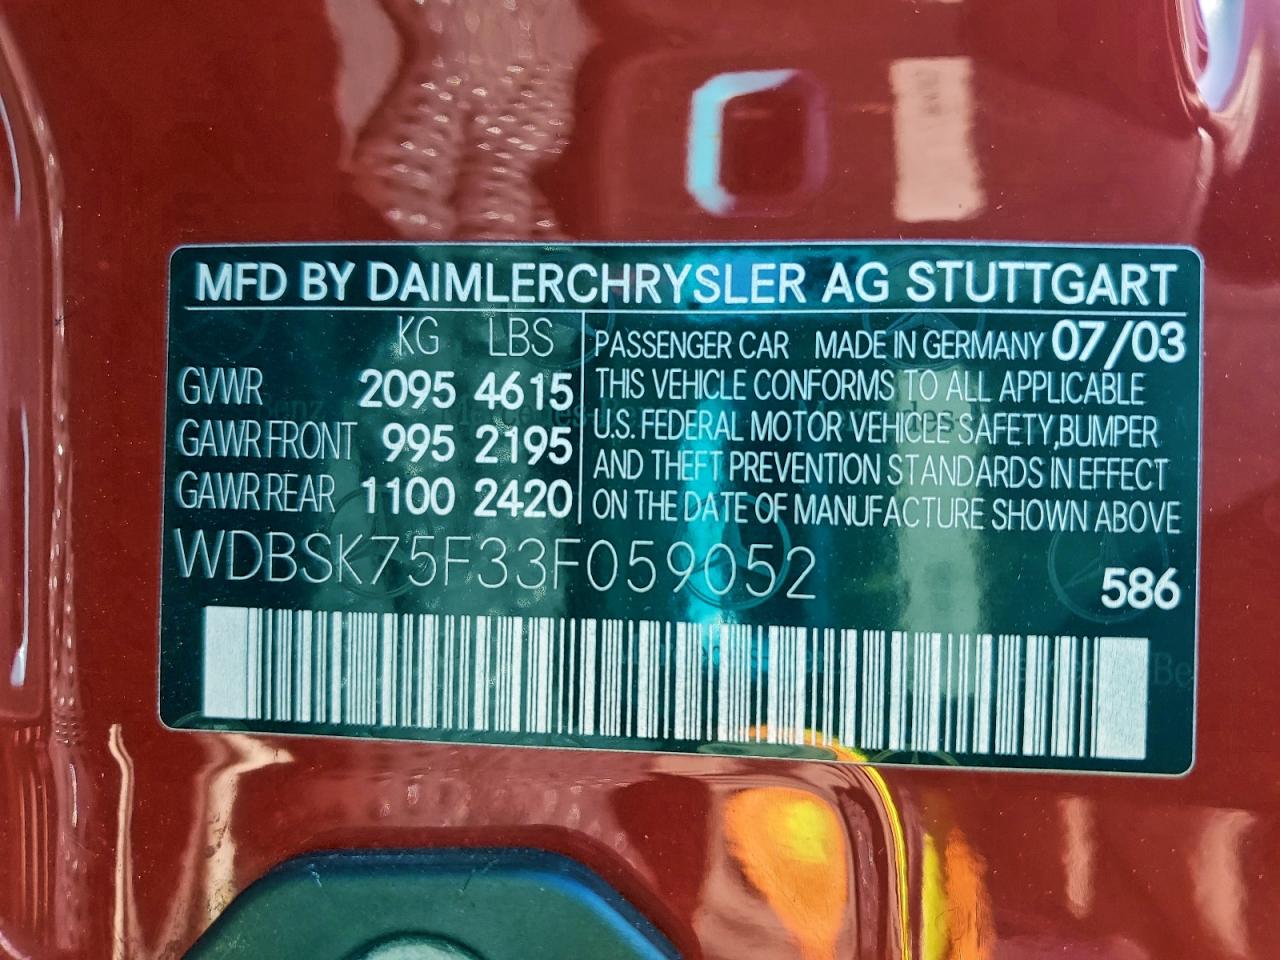 MFD BY DAIMLERCHRYSLER AG STUTTGART
KG LBS
GVWR 2095 4615
GAWR FRONT 995 2195
GAWR REAR 1100 2420
PASSENGER CAR MADE IN GERMANY 07/03
THIS VEHICLE CONFORMS TO ALL APPLICABLE
U.S. FEDERAL MOTOR VEHICLE SAFETY, BUMPER
AND THEFT PREVENTION STANDARDS IN EFFECT
ON THE DATE OF MANUFACTURE SHOWN ABOVE
WDBSK75F33F059052
586